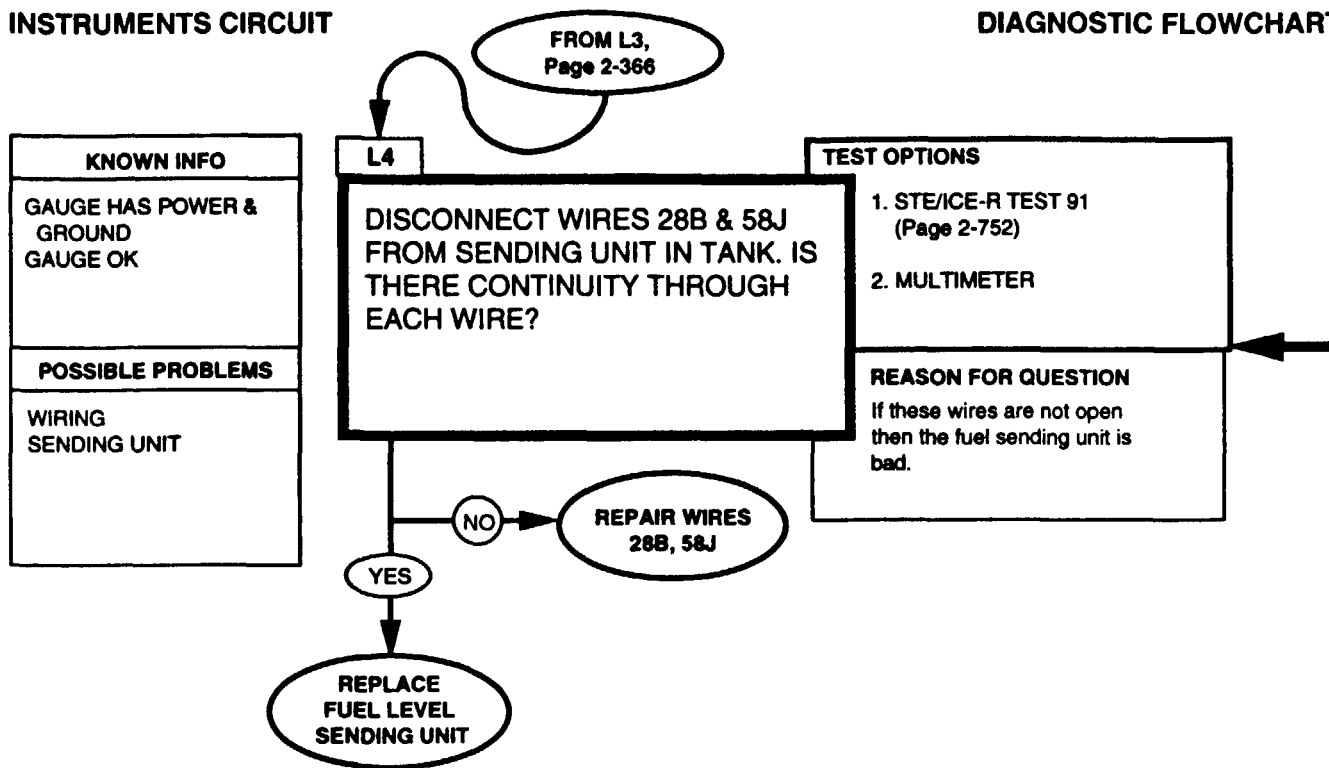 INSTRUMENTS CIRCUIT
DIAGNOSTIC FLOWCHART
FROM L3,
Page 2-366
KNOWN INFO
GAUGE HAS POWER &
GROUND
GAUGE OK
POSSIBLE PROBLEMS
WIRING
SENDING UNIT
L4
DISCONNECT WIRES 28B & 58J
FROM SENDING UNIT IN TANK. IS
THERE CONTINUITY THROUGH
EACH WIRE?
TEST OPTIONS
1. STE/ICE-R TEST 91
(Page 2-752)
2. MULTIMETER
REASON FOR QUESTION
If these wires are not open
then the fuel sending unit is
bad.
NO
REPAIR WIRES
28B, 58J
YES
REPLACE
FUEL LEVEL
SENDING UNIT